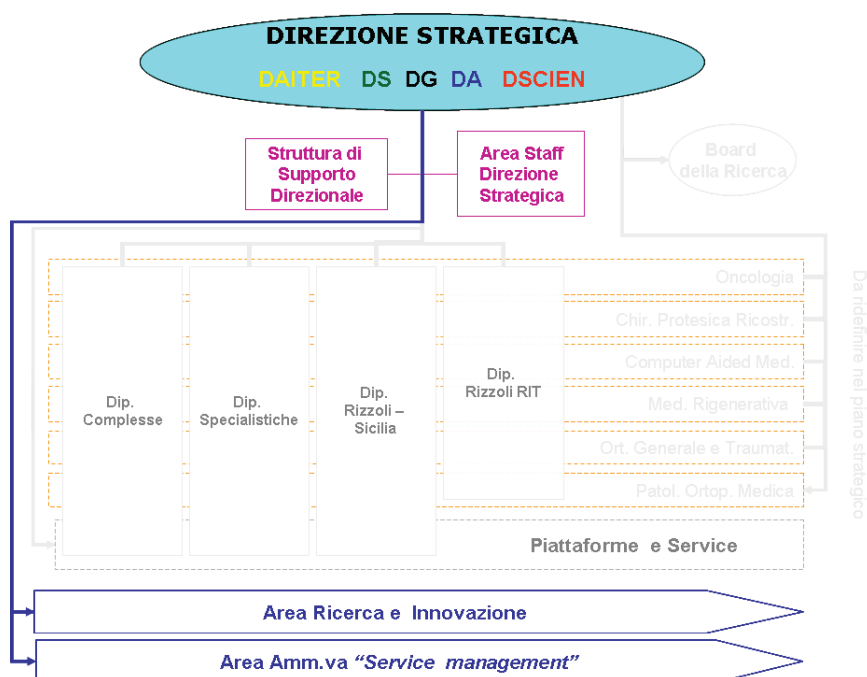 DIREZIONE STRATEGICA
DAITER DS DG DA DSCIEN
Struttura di
Supporto
Direzionale
Area Staff
Direzione
Strategica
Board
della Ricerca
Oncologia
Chir. Protesica Ricostr.
Computer Aided Med.
Med. Rigenerativa
Ort. Generale e Traumat.
Patol. Ortop. Medica
Da ridefinire nel piano strategico
Dip.
Complesse
Dip.
Specialistiche
Dip.
Rizzoli –
Sicilia
Dip.
Rizzoli RIT
Piattaforme e Service
Area Ricerca e Innovazione
Area Amm.va “Service management”